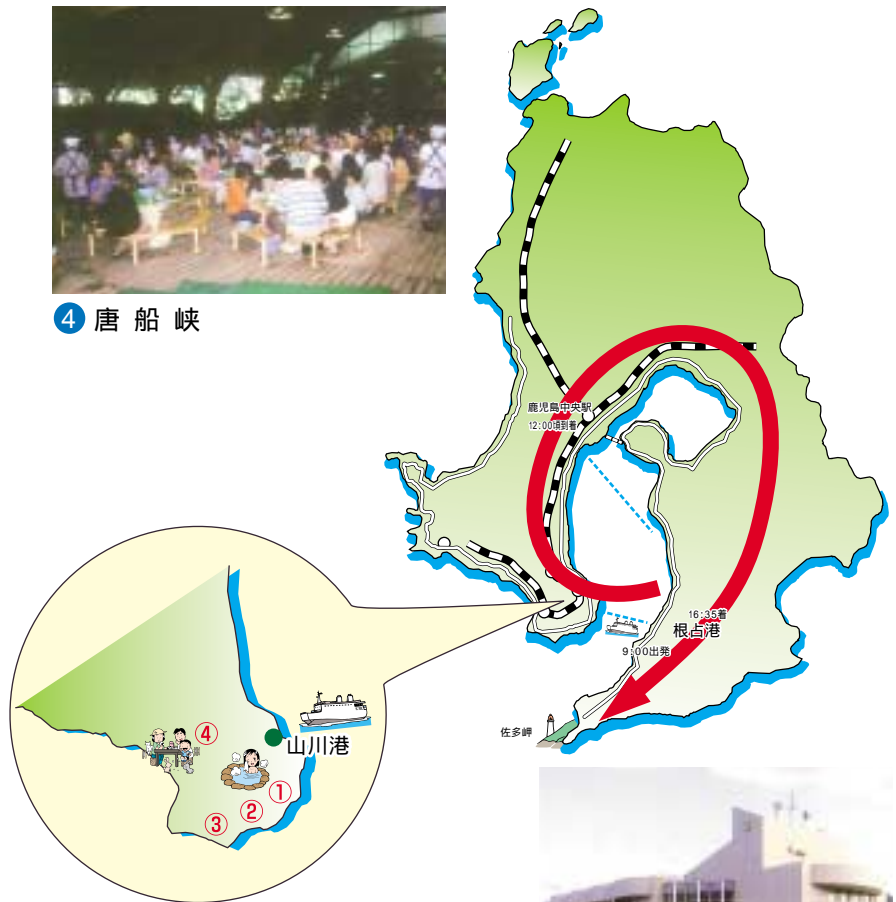 4 唐船峡
鹿児島中央駅
12:00頃到着
16:35着
根占港
9:00出発
佐多岬
山川港
④
①
②
③